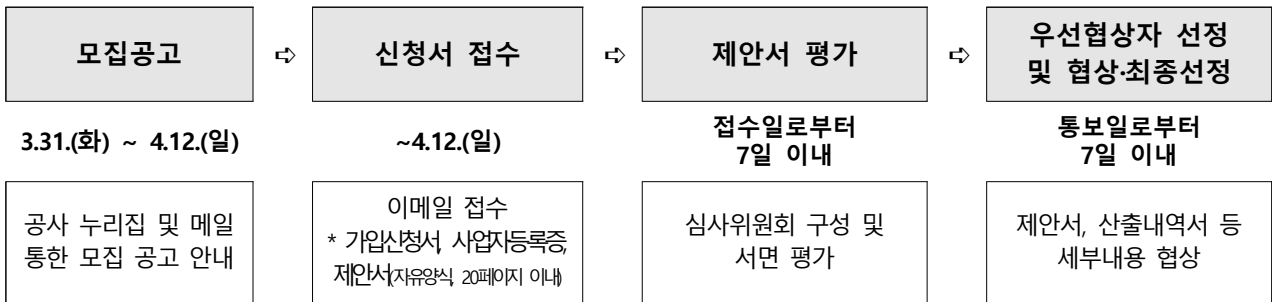 모집공고 ➪ 신청서 접수 ➪ 제안서 평가 ➪ 우선협상자 선정
및 협상·최종선정
3.31.(화) ~ 4.12.(일)
~4.12.(일)
접수일로부터
7일 이내
통보일로부터
7일 이내
공사 누리집 및 메일
통한 모집 공고 안내
이메일 접수
* 가입신청서, 사업자등록증,
제안서(자유양식, 20페이지 이내)
심사위원회 구성 및
서면 평가
제안서, 산출내역서 등
세부내용 협상